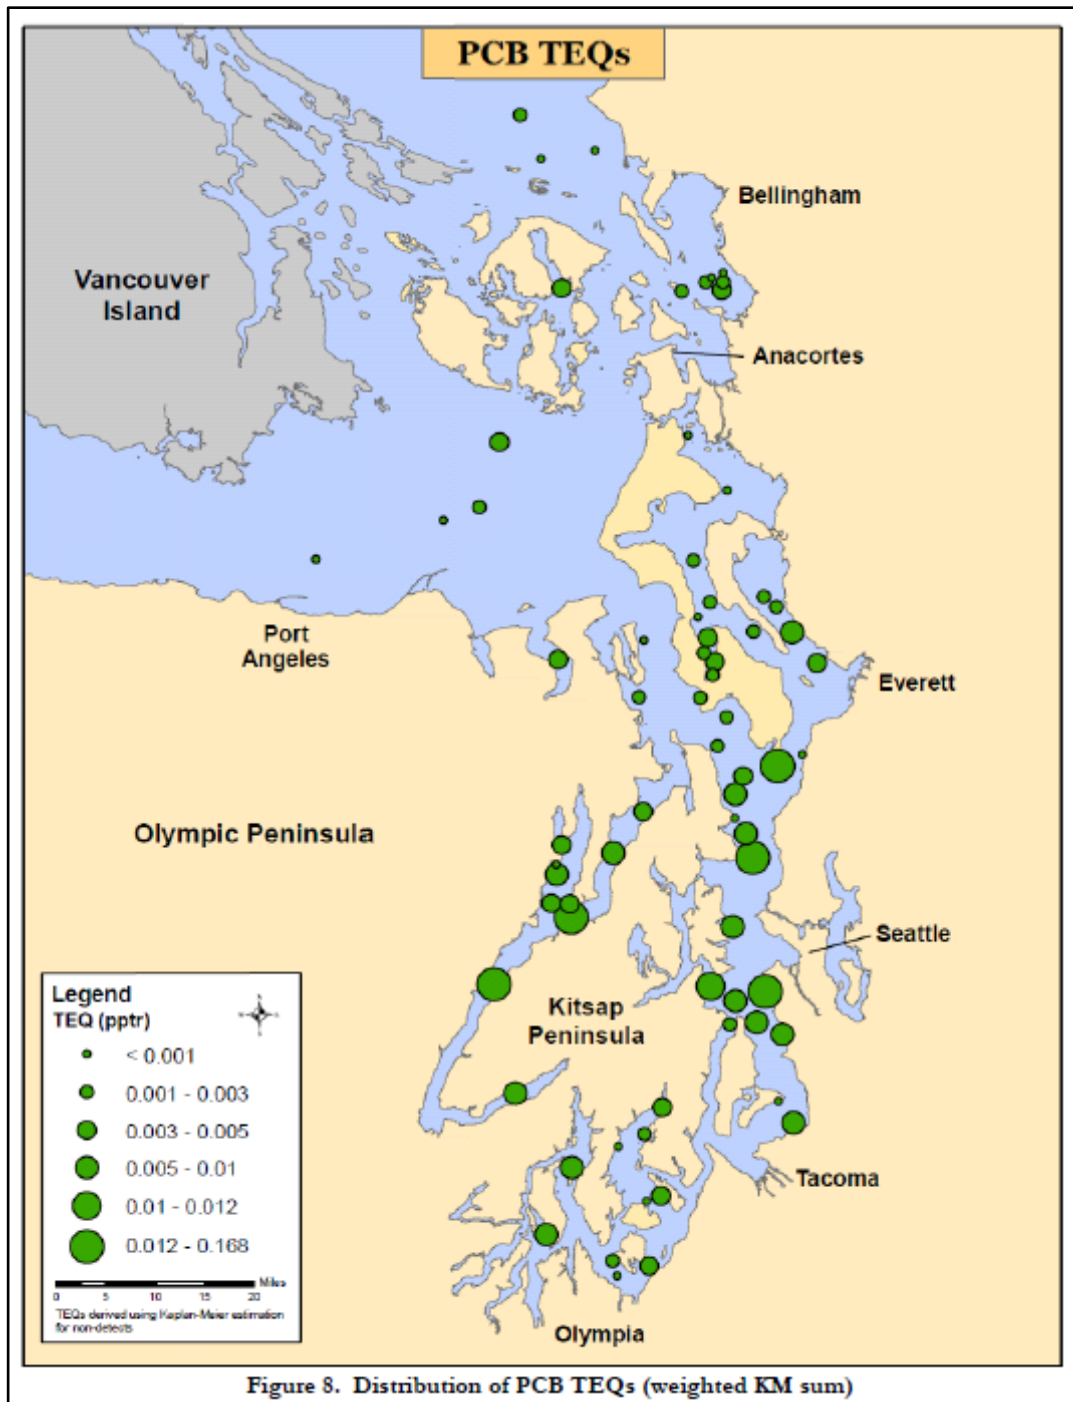 PCB TEQs
Bellingham
Vancouver
Island
Anacortes
Port
Angeles
Everett
Olympic Peninsula
Seattle
Kitsap
Peninsula
Tacoma
Olympia
Legend
TEQ (pptr)
< 0.001
0.001 - 0.003
0.003 - 0.005
0.005 - 0.01
0.01 - 0.012
0.012 - 0.168
Miles
0 5 10 15 20
TEQs derived using Kaplan-Meier estimation
for non-detects
Figure 8. Distribution of PCB TEQs (weighted KM sum)